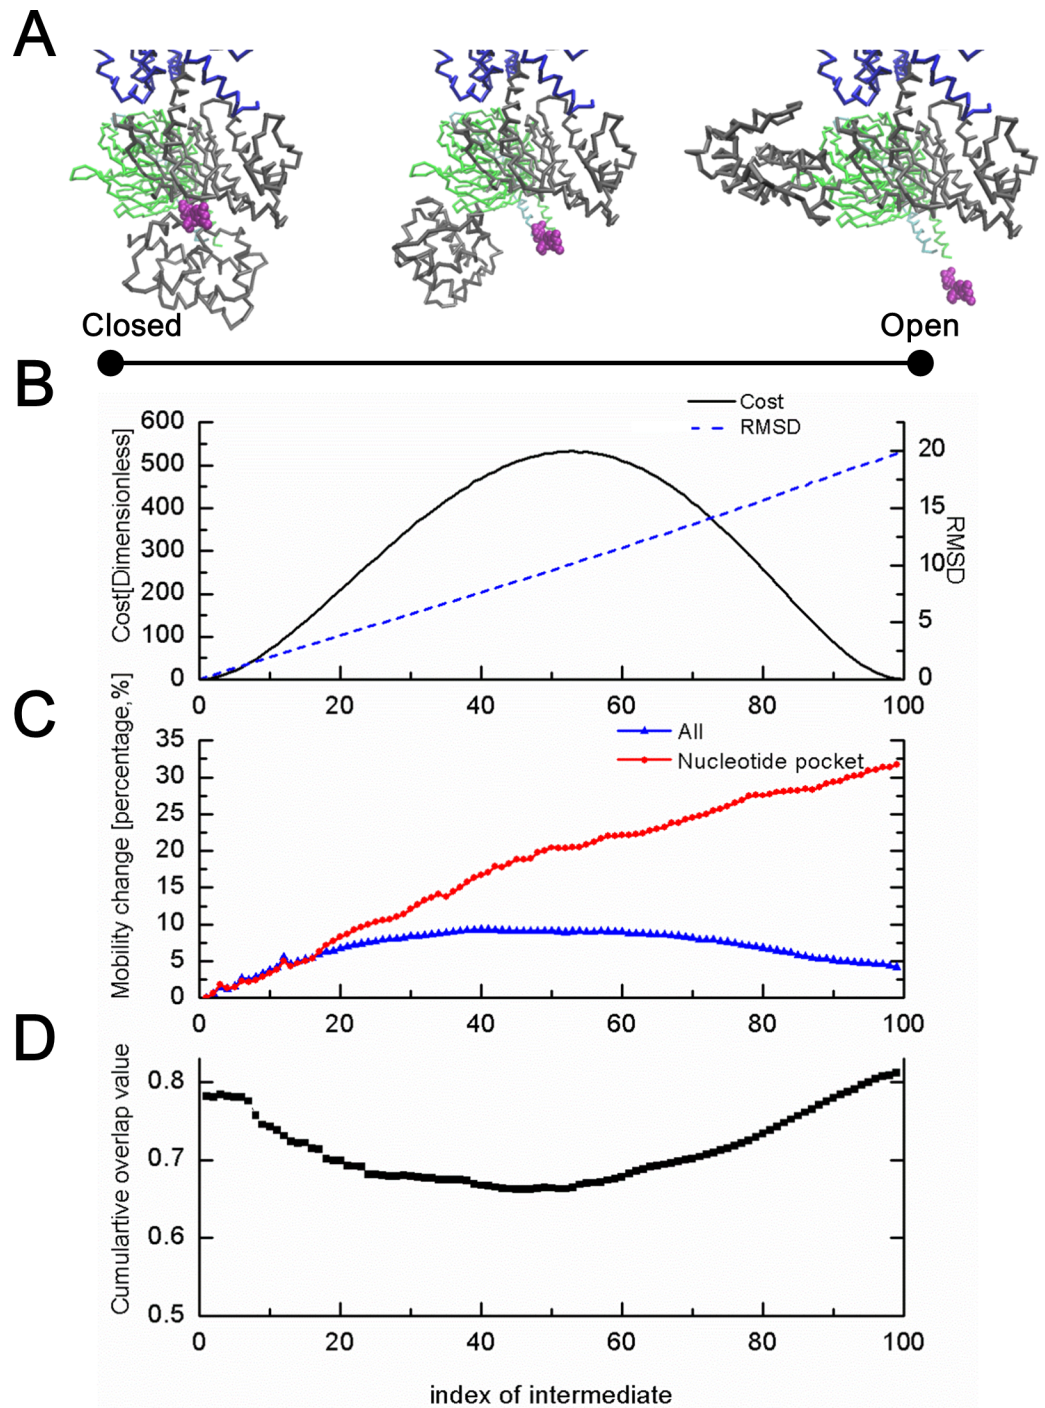 A
Closed
Open
B
Cost
RMSD
Cost[Dimensionless]
600
500
400
300
200
100
0
20
15
10
5
0
RMSD
0
20
40
60
80
100
C
All
Nucleotide pocket
Mobility change [percentage,%]
35
30
25
20
15
10
5
0
0
20
40
60
80
100
D
Cumulartive overlap value
0.8
0.7
0.6
0.5
0
20
40
60
80
100
index of intermediate